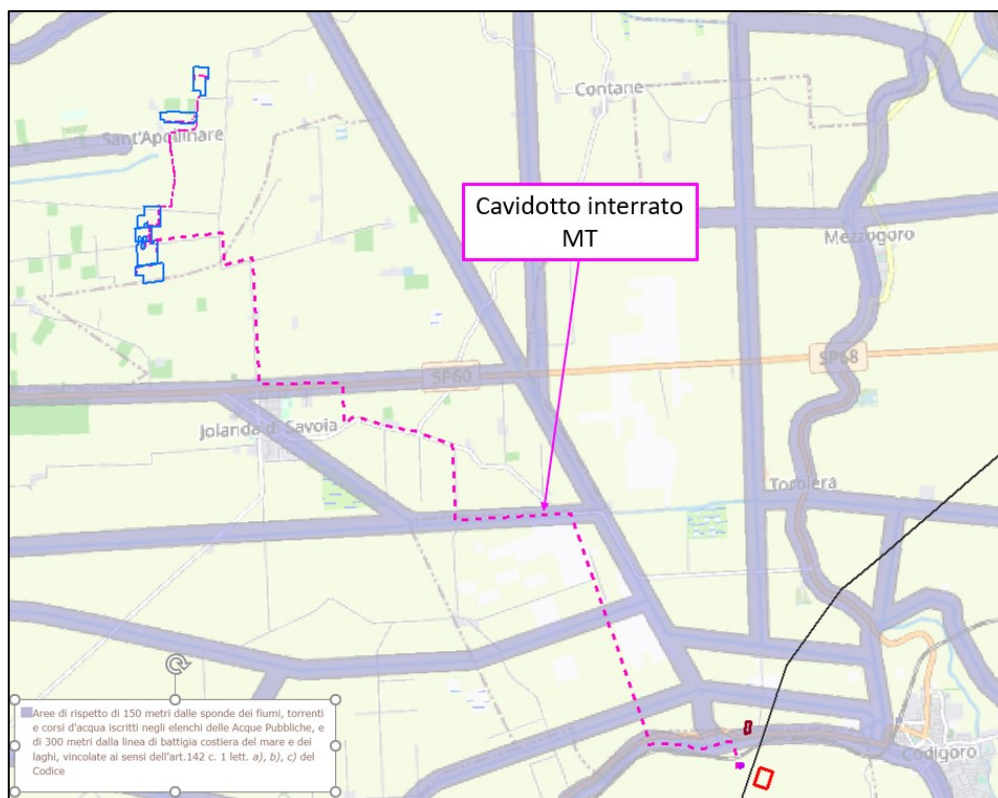 Contane
Sant'Apollinare
Cavidotto interrato
MT
Mezzogoro
SP68
SP60
Jolanda di Savoia
Torbiera
Aree di rispetto di 150 metri dalle sponde dei fiumi, torrenti
e corsi d'acqua iscritti negli elenchi delle Acque Pubbliche, e
di 300 metri dalla linea di battigia costiera del mare e dei
laghi, vincolate ai sensi dell'art.142 c. 1 lett. a), b), c) del
Codice
Codigoro